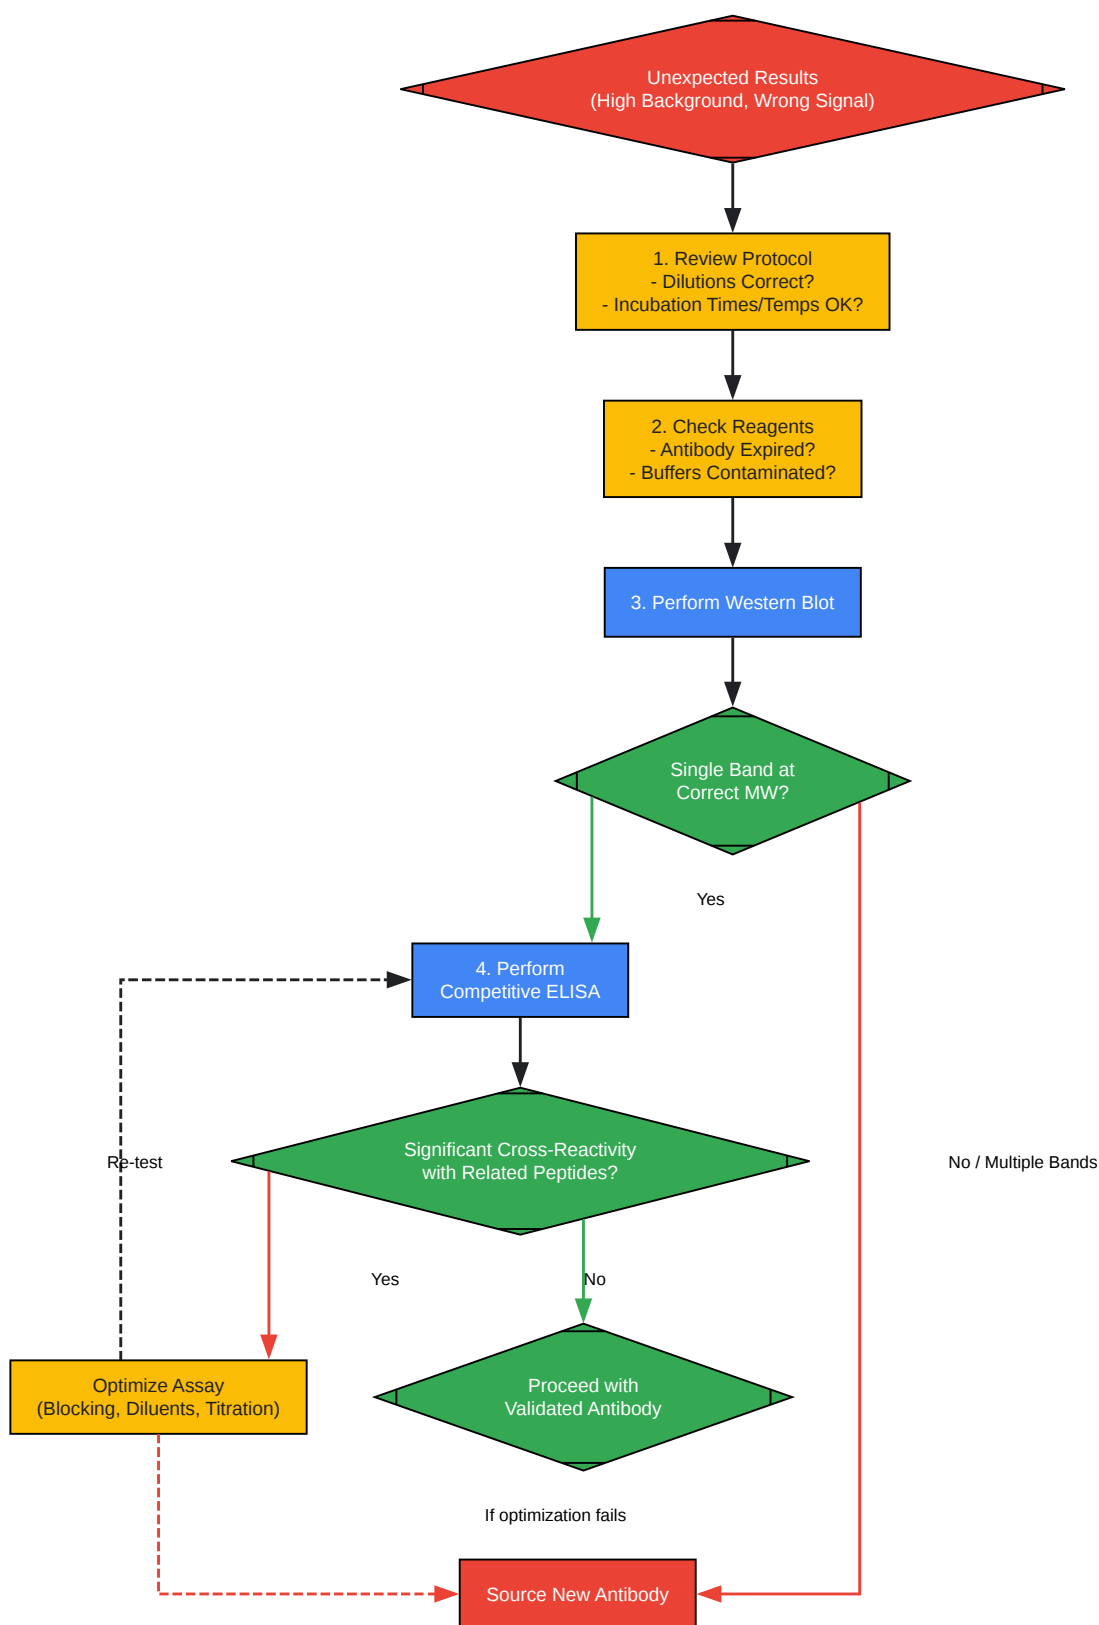 Unexpected Results
(High Background, Wrong Signal)
1. Review Protocol
- Dilutions Correct?
- Incubation Times/Temps OK?
2. Check Reagents
- Antibody Expired?
- Buffers Contaminated?
3. Perform Western Blot
Single Band at
Correct MW?
Yes
4. Perform
Competitive ELISA
Significant Cross-Reactivity
with Related Peptides?
Re-test
No / Multiple Bands
Yes
No
Optimize Assay
(Blocking, Diluents, Titration)
Proceed with
Validated Antibody
If optimization fails
Source New Antibody